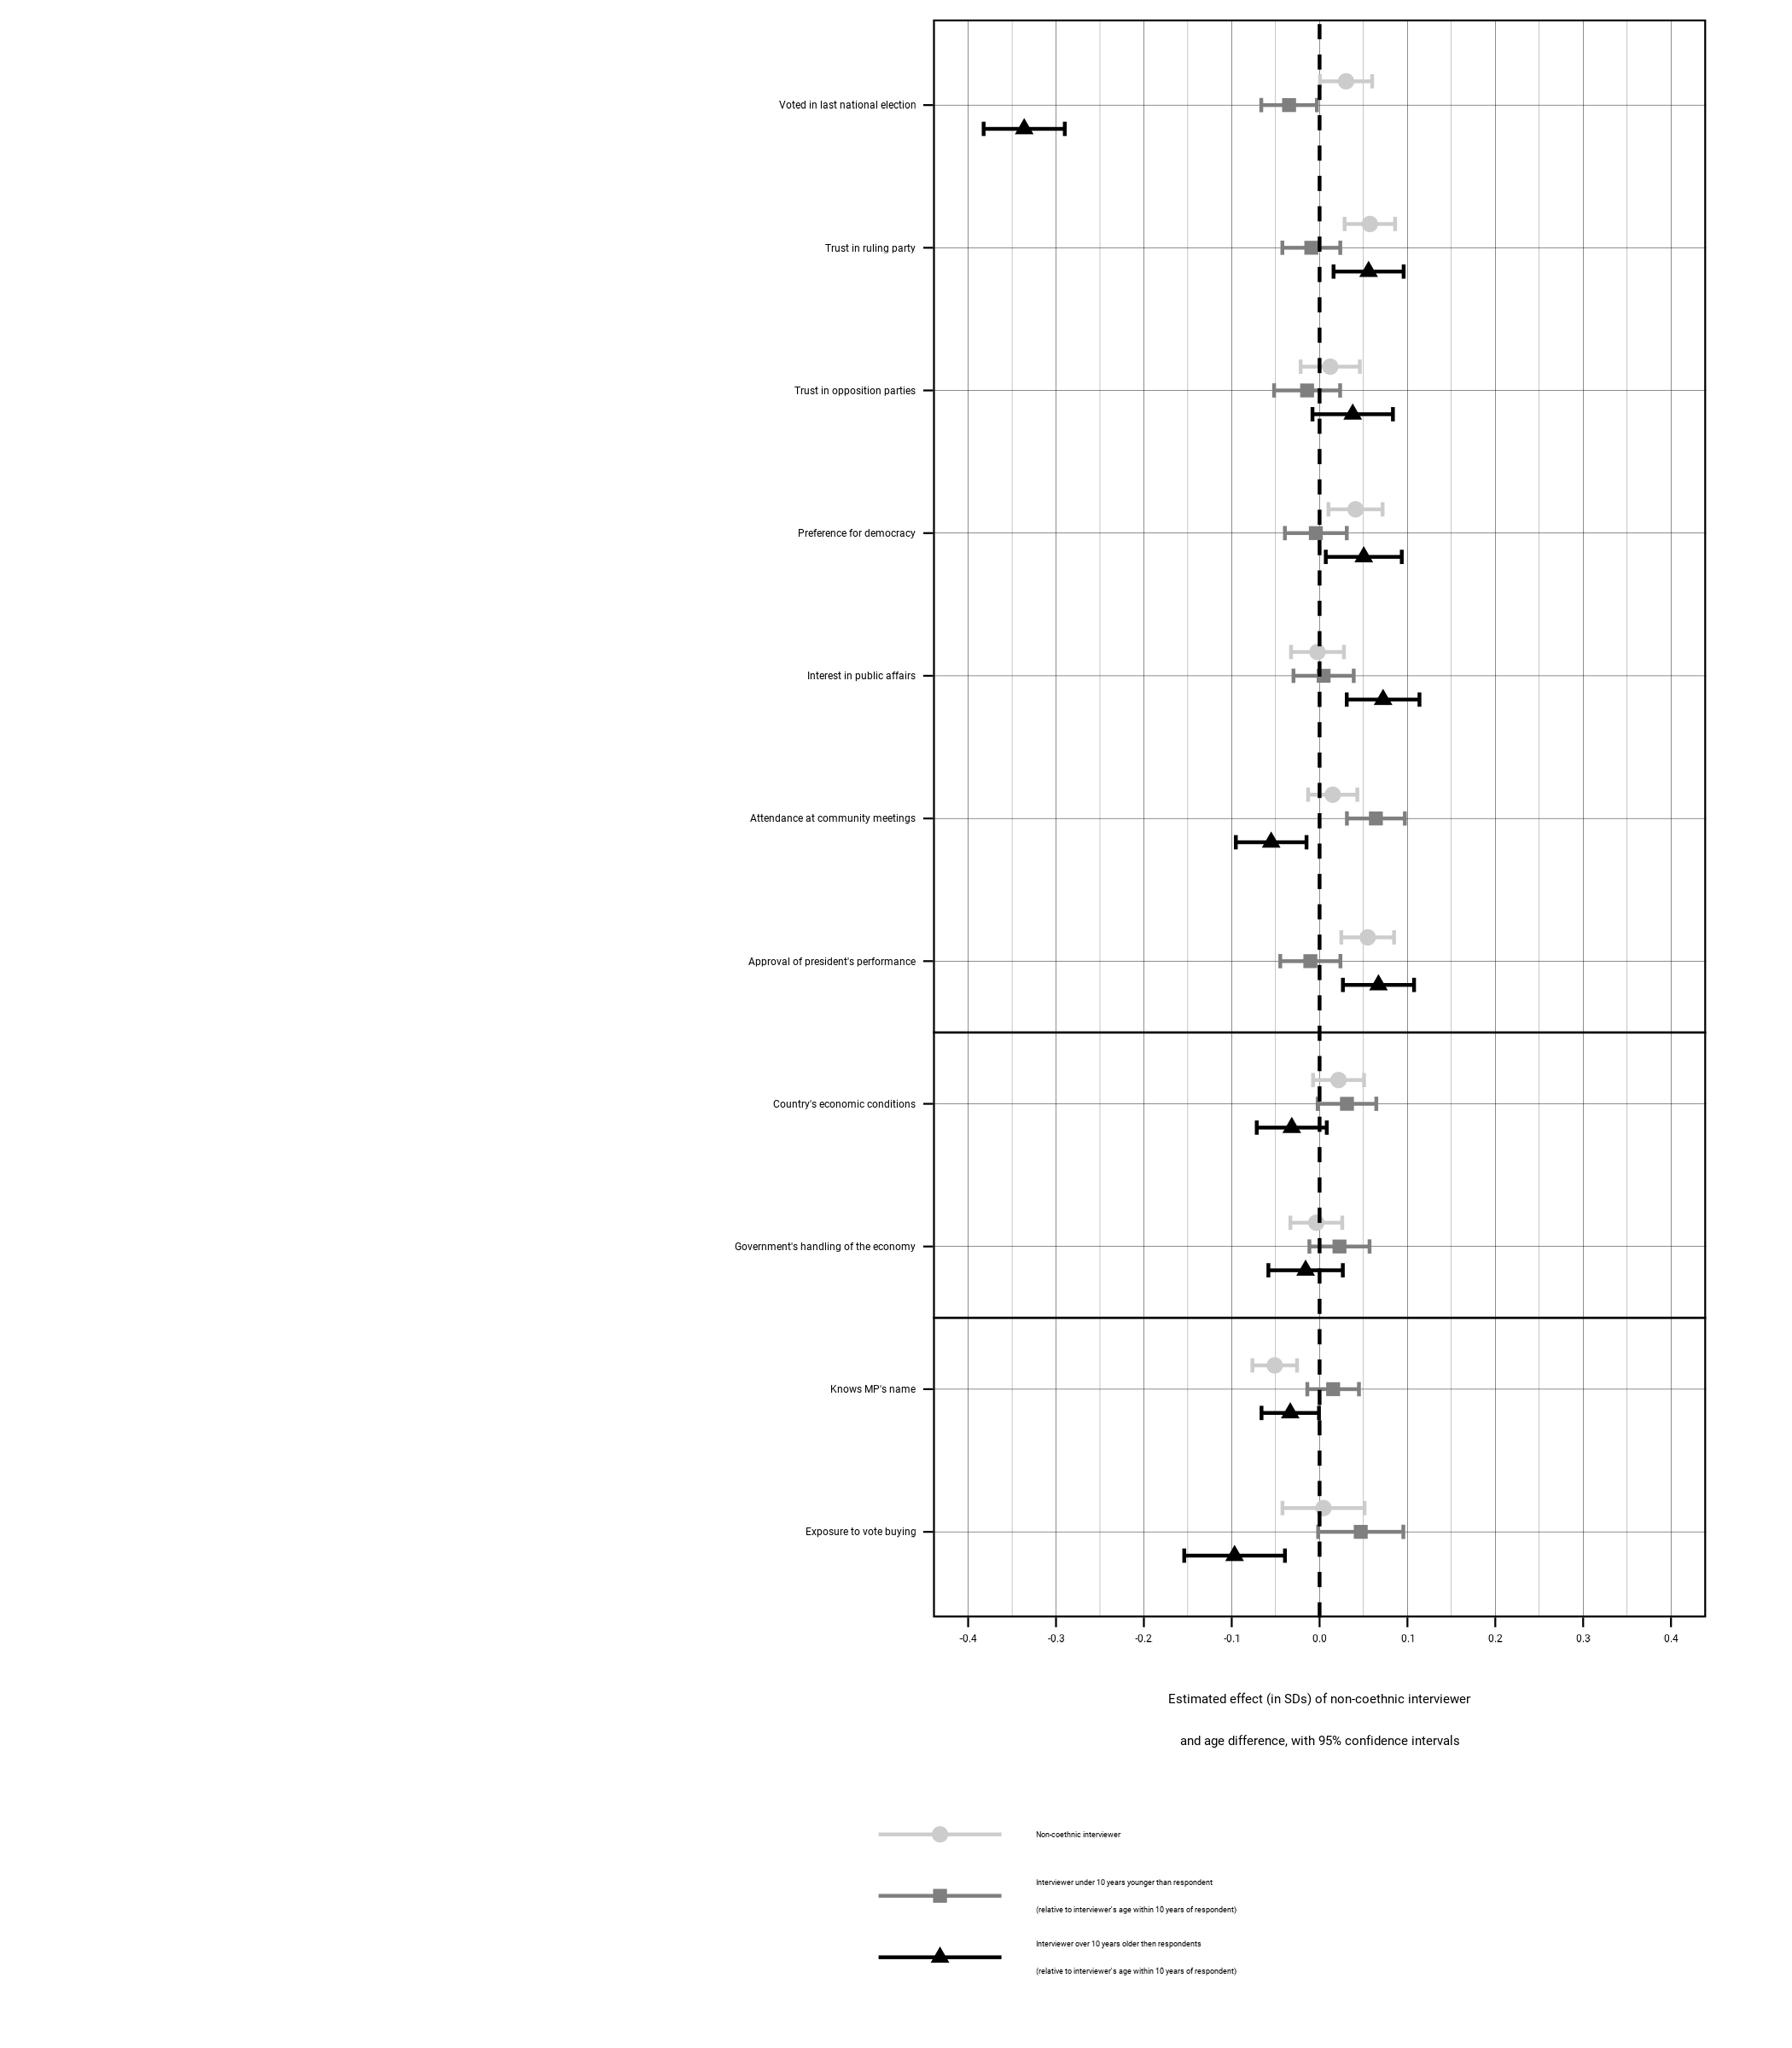 Voted in last national election
Trust in ruling party
Trust in opposition parties
Preference for democracy
Interest in public affairs
Attendance at community meetings
Approval of president's performance
Country's economic conditions
Government's handling of the economy
Knows MP's name
Exposure to vote buying
-0.4 -0.3 -0.2 -0.1 0.0 0.1 0.2 0.3 0.4
Estimated effect (in SDs) of non-coethnic interviewer
and age difference, with 95% confidence intervals
Non-coethnic interviewer
Interviewer under 10 years younger than respondent
(relative to interviewer's age within 10 years of respondent)
Interviewer over 10 years older then respondents
(relative to interviewer's age within 10 years of respondent)